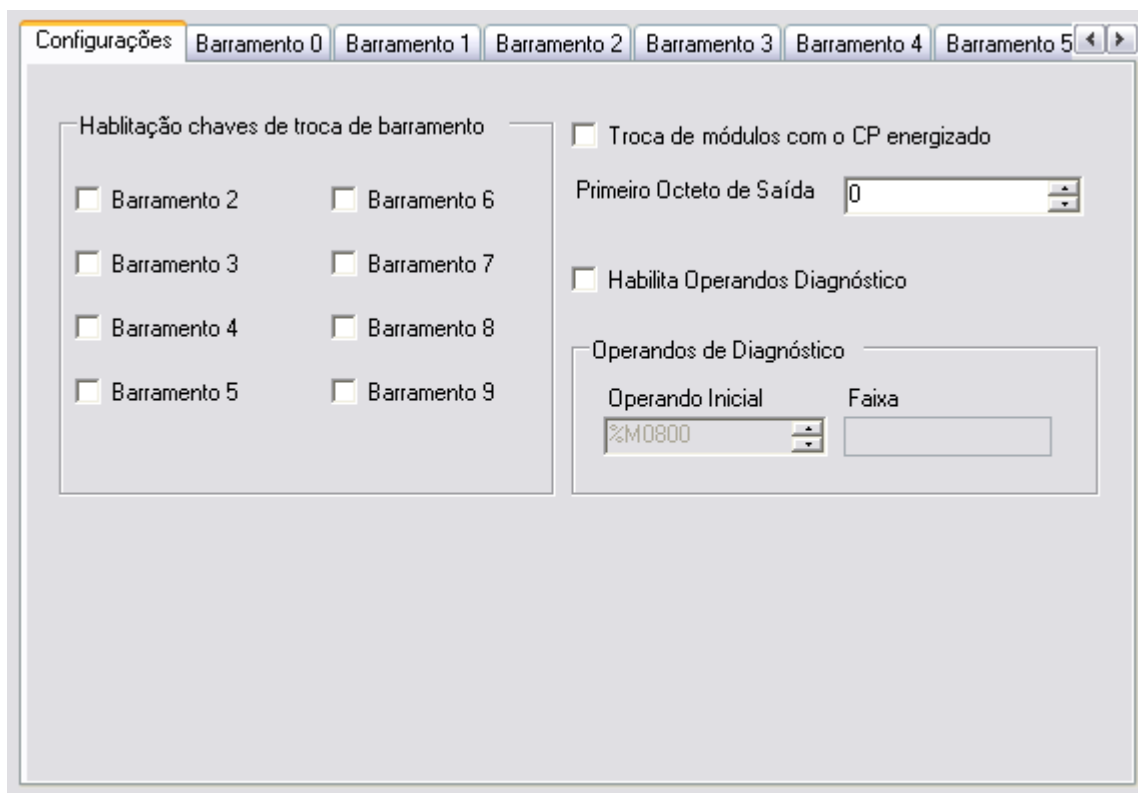 Configurações Barramento 0 Barramento 1 Barramento 2 Barramento 3 Barramento 4 Barramento 5
Hablitação chaves de troca de barramento
Barramento 2 Barramento 6
Barramento 3 Barramento 7
Barramento 4 Barramento 8
Barramento 5 Barramento 9
Troca de módulos com o CP energizado
Primeiro Octeto de Saída 0
Habilita Operandos Diagnóstico
Operandos de Diagnóstico
Operando Inicial Faixa
%M0800